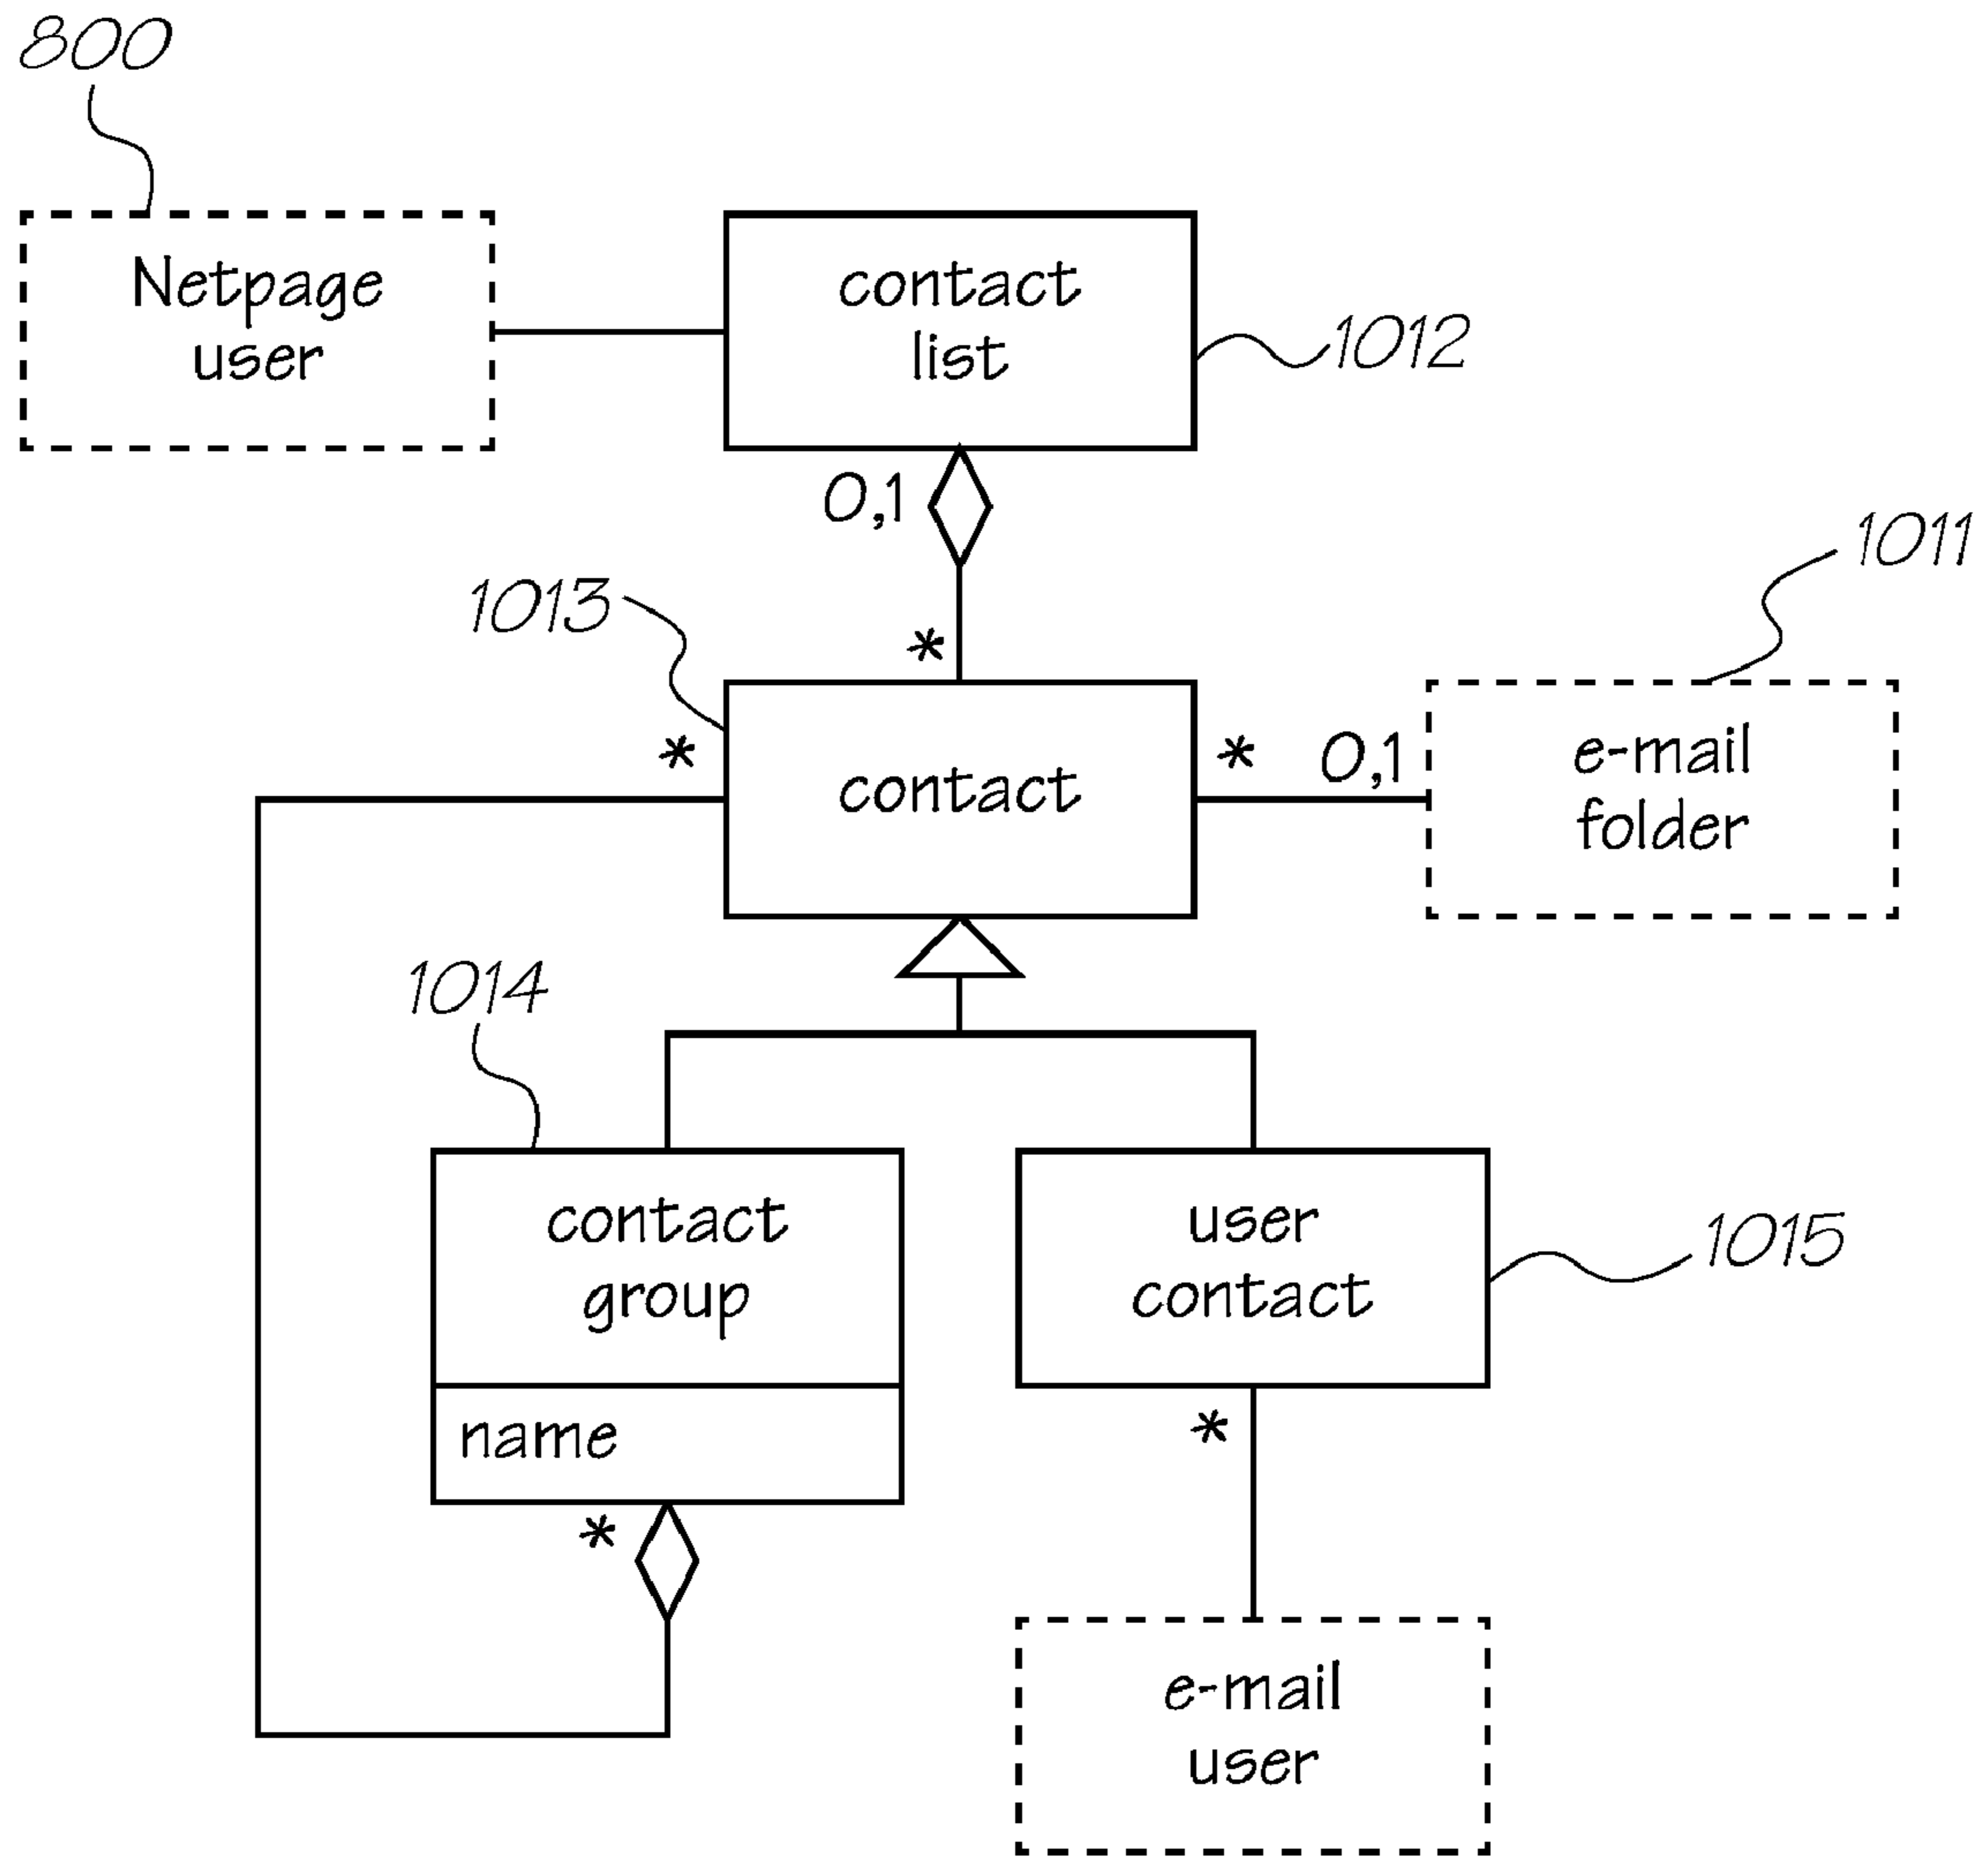 800
Netpage
user
contact
list
1012
0,1
1011
1013
*
*
*
0,1
contact
e-mail
folder
1014
contact
group
user
contact
1015
name
*
*
e-mail
user